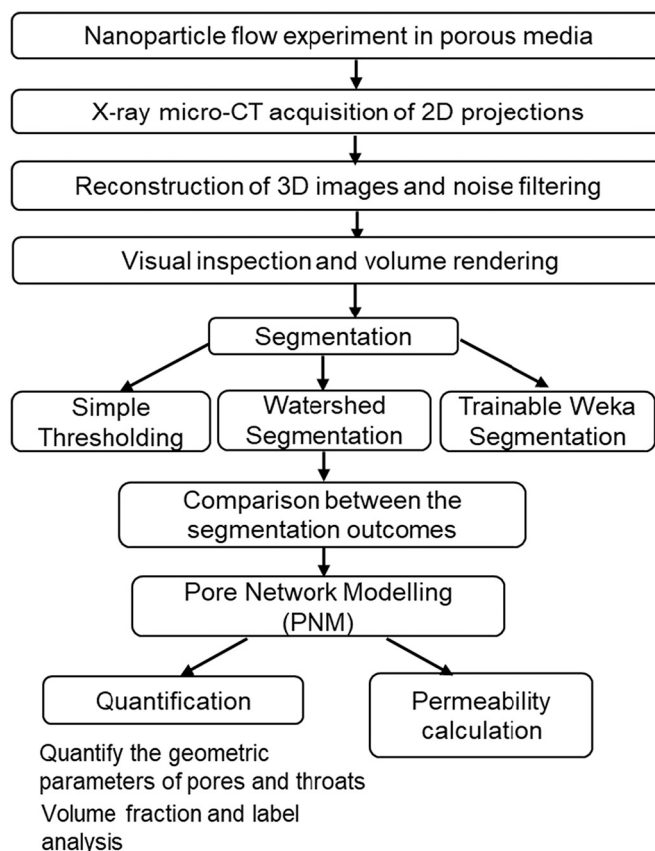 Nanoparticle flow experiment in porous media
X-ray micro-CT acquisition of 2D projections
Reconstruction of 3D images and noise filtering
Visual inspection and volume rendering
Segmentation
Simple
Thresholding
Watershed
Segmentation
Trainable Weka
Segmentation
Comparison between the
segmentation outcomes
Pore Network Modelling
(PNM)
Quantification
Quantify the geometric
parameters of pores and throats
Volume fraction and label
analysis
Permeability
calculation